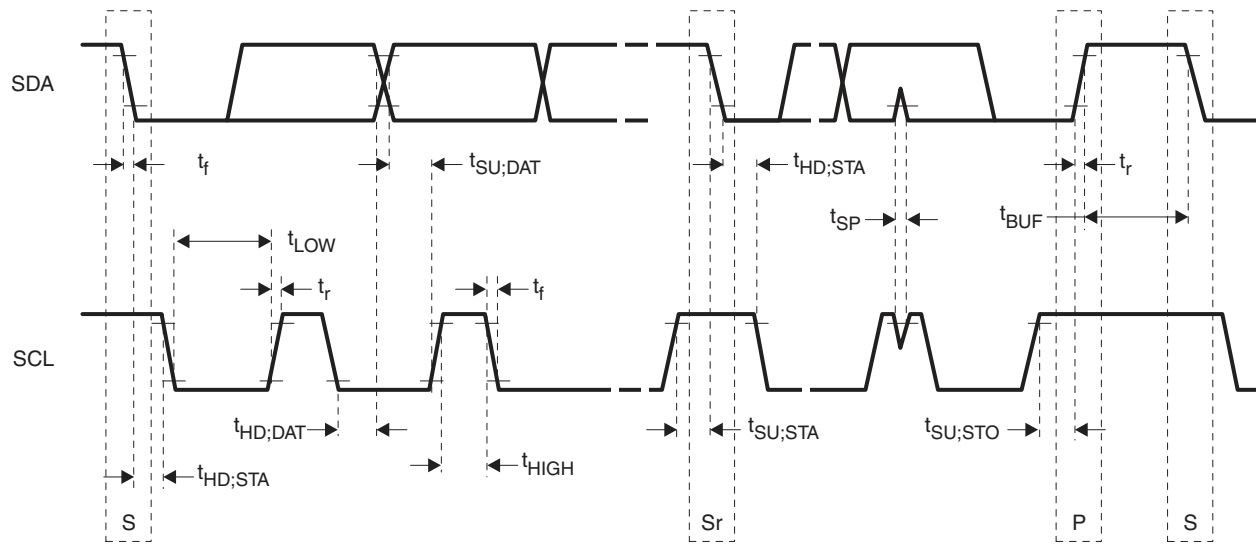 SDA
t_f
t_SU;DAT
t_HD;STA
t_r
t_SP
t_BUF
t_LOW
t_r
t_f
SCL
t_HD;DAT
t_SU;STA
t_SU;STO
t_HD;STA
t_HIGH
S
Sr
P
S